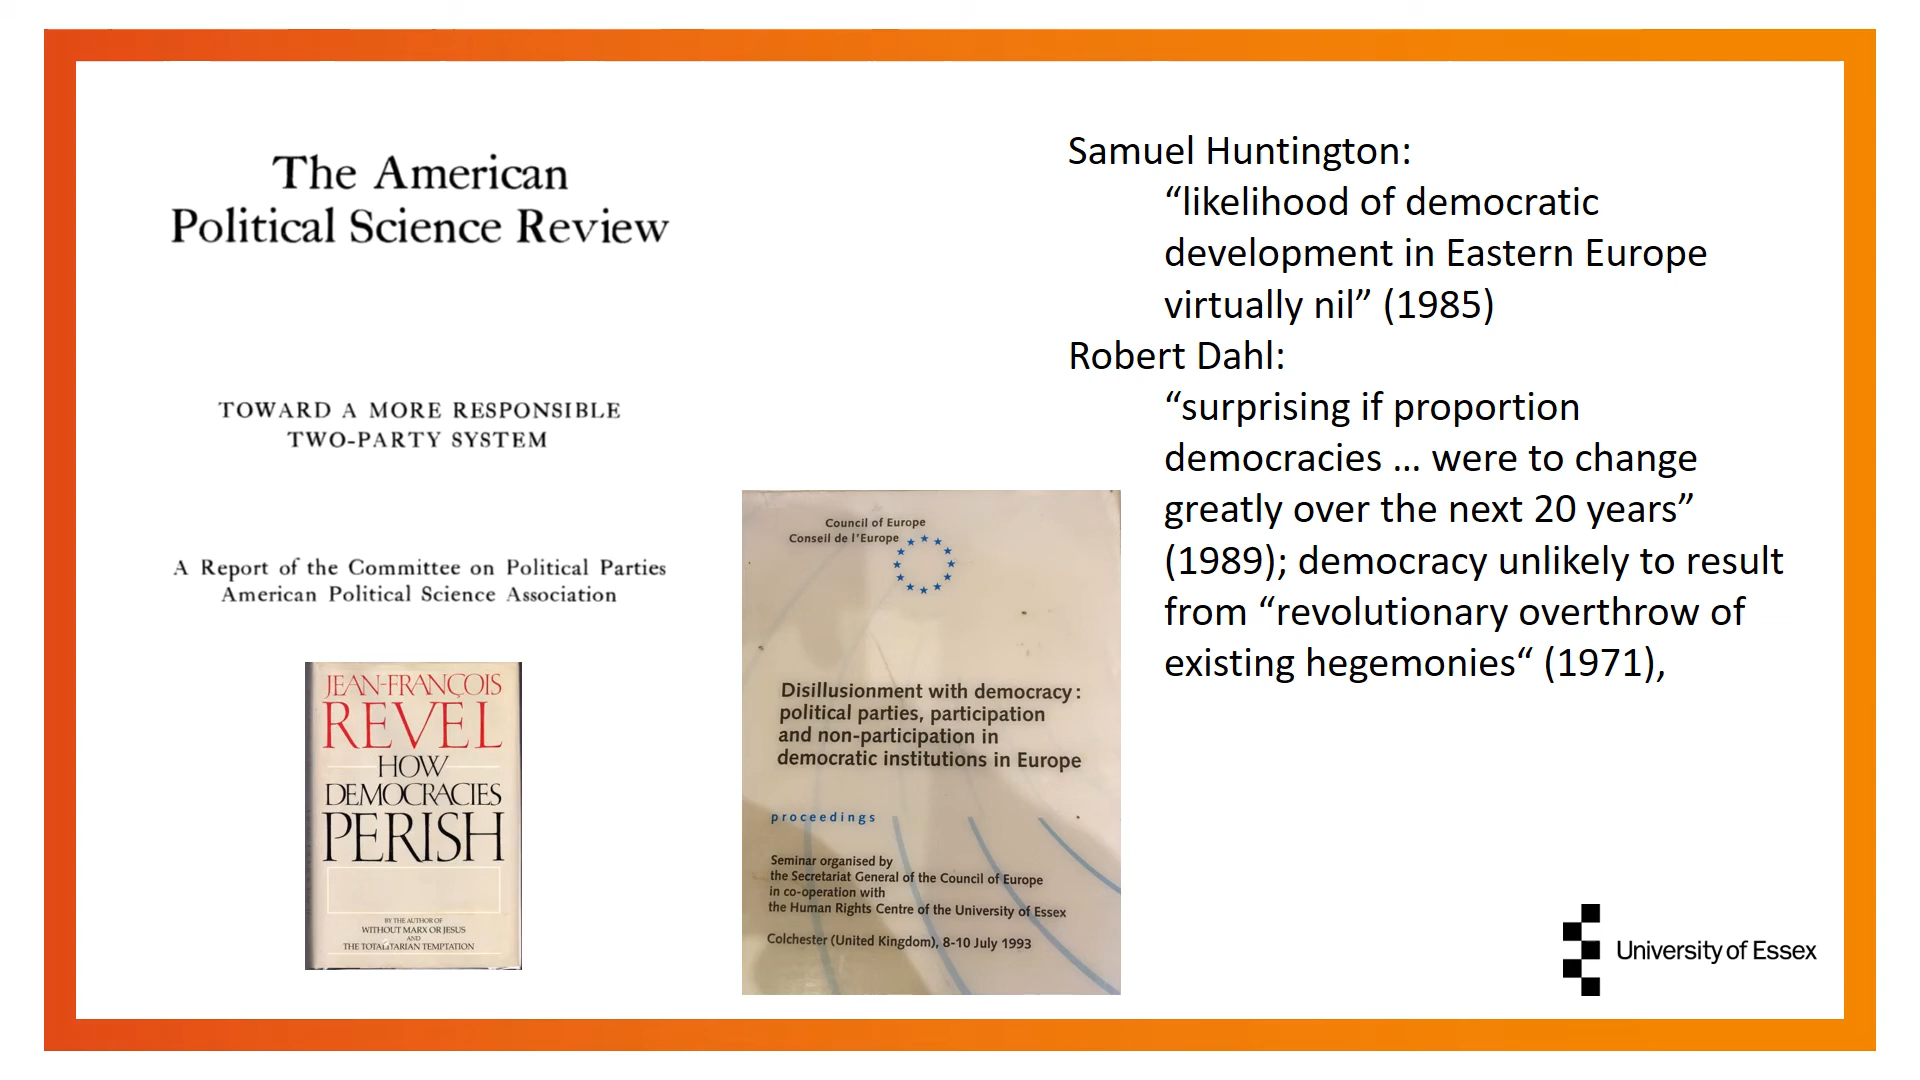 The American
Political Science Review
TOWARD A MORE RESPONSIBLE
TWO-PARTY SYSTEM
A Report of the Committee on Political Parties
American Political Science Association
JEAN-FRANÇOIS
REVEL
HOW
DEMOCRACIES
PERISH
BY THE AUTHOR OF
WITHOUT MARX OR JESUS
AND
THE TOTALITARIAN TEMPTATION
Council of Europe
Conseil de l'Europe
Disillusionment with democracy:
political parties, participation
and non-participation in
democratic institutions in Europe
proceedings
Seminar organised by
the Secretariat General of the Council of Europe
in co-operation with
the Human Rights Centre of the University of Essex
Colchester (United Kingdom), 8-10 July 1993
Samuel Huntington:
“likelihood of democratic
development in Eastern Europe
virtually nil” (1985)
Robert Dahl:
“surprising if proportion
democracies ... were to change
greatly over the next 20 years”
(1989); democracy unlikely to result
from “revolutionary overthrow of
existing hegemonies“ (1971),
University of Essex